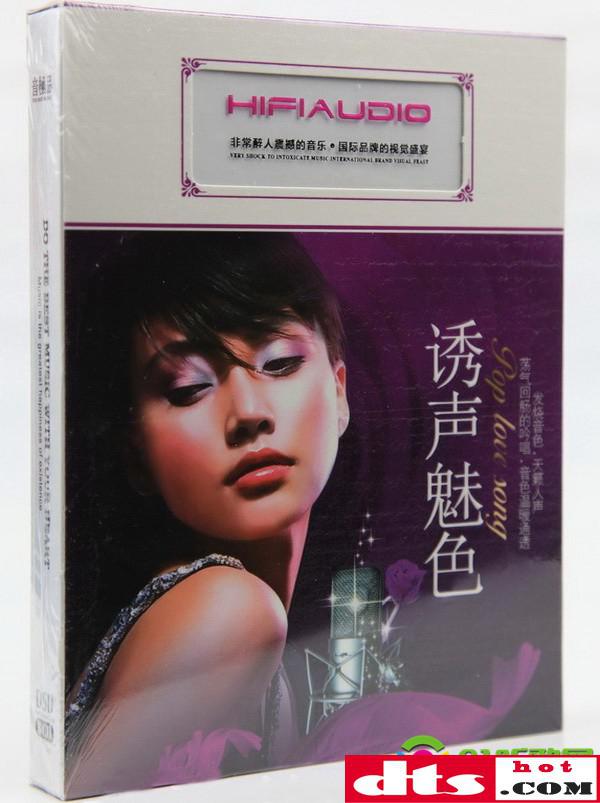 HIFIAUDIO
非常醉人震撼的音乐•国际品牌的视觉盛宴
VERY SHOCK TO INTOXICATE MUSIC INTERNATIONAL BRAND VISUAL FEAST
诱声魅色
Pop love song
发烧音色·天籁人声
荡气回肠的吟唱·音色温暖通透
DO THE BEST MUSIC WITH YOUR HEART
Music is the greatest happiness of existence
DSD
dts
hot
.COM